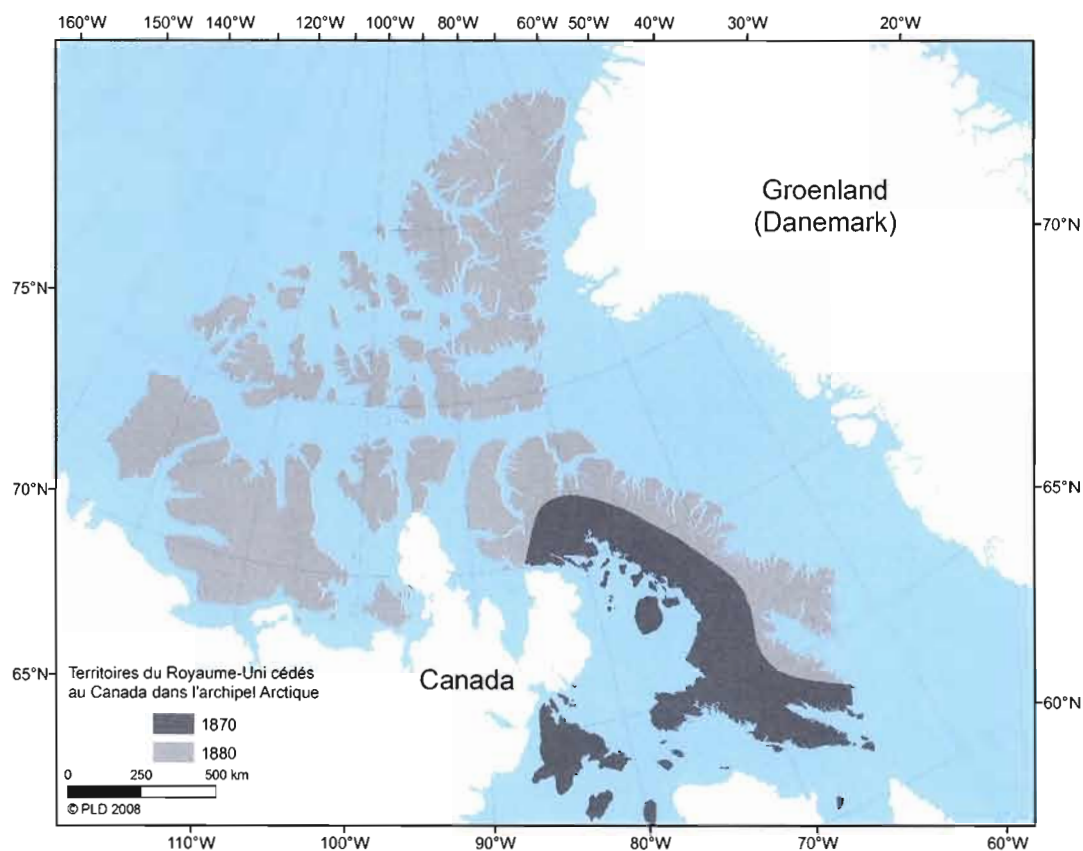 160°W 150°W 140°W 120°W 100°W 80°W 60°W 50°W 40°W 30°W 20°W
Groenland
(Danemark)
70°N
75°N
70°N
65°N
Canada
65°N
60°N
Territoires du Royaume-Uni cédés
au Canada dans l'archipel Arctique
1870
1880
0 250 500 km
© PLD 2008
110°W 100°W 90°W 80°W 70°W 60°W